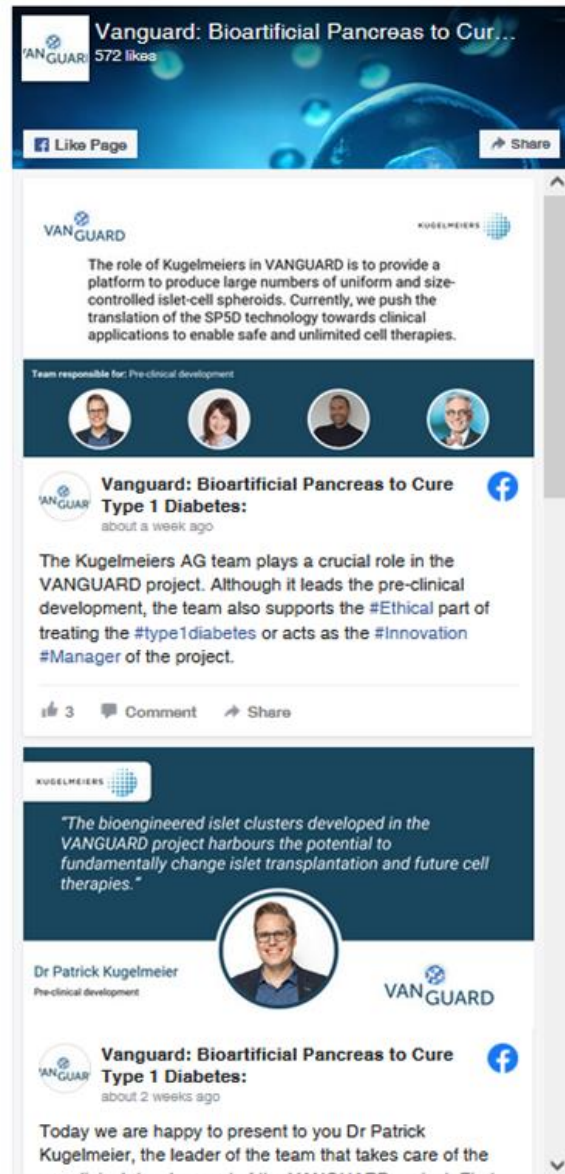 Vanguard: Bioartificial Pancreas to Cur...
VANGUAR
572 likes
Like Page
Share
VANGUARD
KUGELMEIERS
The role of Kugelmeiers in VANGUARD is to provide a
platform to produce large numbers of uniform and size-
controlled islet-cell spheroids. Currently, we push the
translation of the SP5D technology towards clinical
applications to enable safe and unlimited cell therapies.
Team responsible for: Pre-clinical development
VANGUAR
Vanguard: Bioartificial Pancreas to Cure
Type 1 Diabetes:
about a week ago
The Kugelmeiers AG team plays a crucial role in the
VANGUARD project. Although it leads the pre-clinical
development, the team also supports the #Ethical part of
treating the #type1diabetes or acts as the #Innovation
#Manager of the project.
3 Comment Share
KUGELMEIERS
"The bioengineered islet clusters developed in the
VANGUARD project harbours the potential to
fundamentally change islet transplantation and future cell
therapies."
Dr Patrick Kugelmeier
Pre-clinical development
VANGUARD
VANGUAR
Vanguard: Bioartificial Pancreas to Cure
Type 1 Diabetes:
about 2 weeks ago
Today we are happy to present to you Dr Patrick
Kugelmeier, the leader of the team that takes care of the